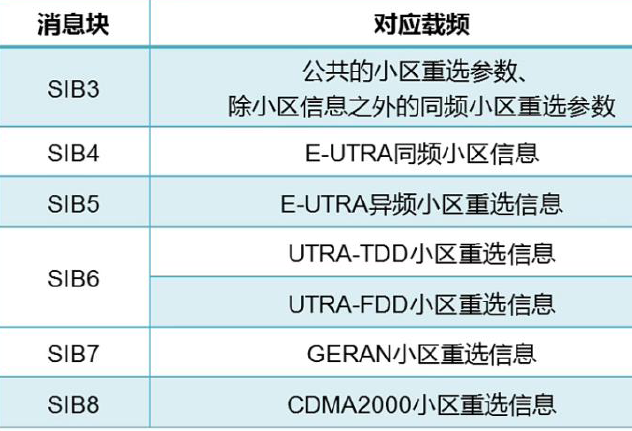 消息块 对应载频
SIB3 公共的小区重选参数、
除小区信息之外的同频小区重选参数
SIB4 E-UTRA同频小区信息
SIB5 E-UTRA异频小区重选信息
SIB6 UTRA-TDD小区重选信息
UTRA-FDD小区重选信息
SIB7 GERAN小区重选信息
SIB8 CDMA2000小区重选信息